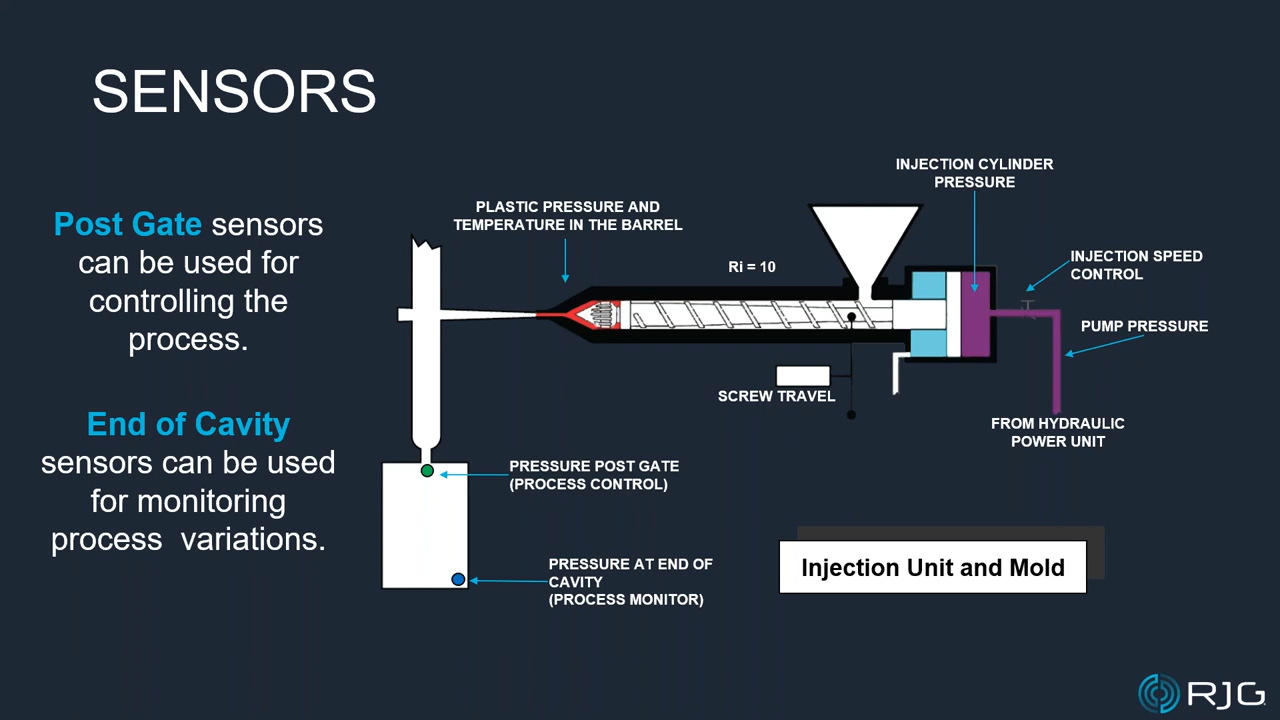 SENSORS
Post Gate sensors
can be used for
controlling the
process.
End of Cavity
sensors can be used
for monitoring
process variations.
PLASTIC PRESSURE AND
TEMPERATURE IN THE BARREL
Ri = 10
INJECTION CYLINDER
PRESSURE
INJECTION SPEED
CONTROL
PUMP PRESSURE
SCREW TRAVEL
FROM HYDRAULIC
POWER UNIT
PRESSURE POST GATE
(PROCESS CONTROL)
PRESSURE AT END OF
CAVITY
(PROCESS MONITOR)
Injection Unit and Mold
RJG